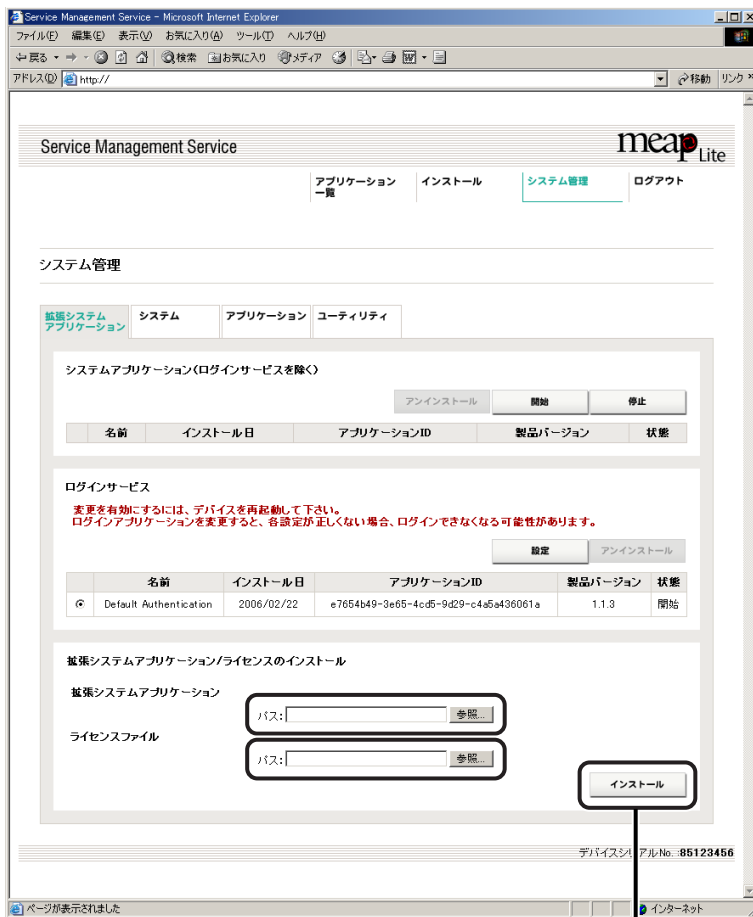 Service Management Service - Microsoft Internet Explorer
ファイル(F) 編集(E) 表示(V) お気に入り(A) ツール(T) ヘルプ(H)
戻る 検索 お気に入り メディア
アドレス(D) http:// 移動 リンク »
Service Management Service
meap Lite
アプリケーション
一覧
インストール
システム管理
ログアウト
システム管理
拡張システム
アプリケーション
システム
アプリケーション
ユーティリティ
システムアプリケーション(ログインサービスを除く)
アンインストール 開始 停止
名前 インストール日 アプリケーションID 製品バージョン 状態
ログインサービス
変更を有効にするには、デバイスを再起動して下さい。
ログインアプリケーションを変更すると、各設定が正しくない場合、ログインできなくなる可能性があります。
設定 アンインストール
名前 インストール日 アプリケーションID 製品バージョン 状態
Default Authentication 2006/02/22 e7654b49-3e65-4cd5-9d29-c4a5a436061a 1.1.3 開始
拡張システムアプリケーション/ライセンスのインストール
拡張システムアプリケーション
パス: 参照...
ライセンスファイル
パス: 参照...
インストール
デバイスシリアルNo. :85123456
ページが表示されました インターネット